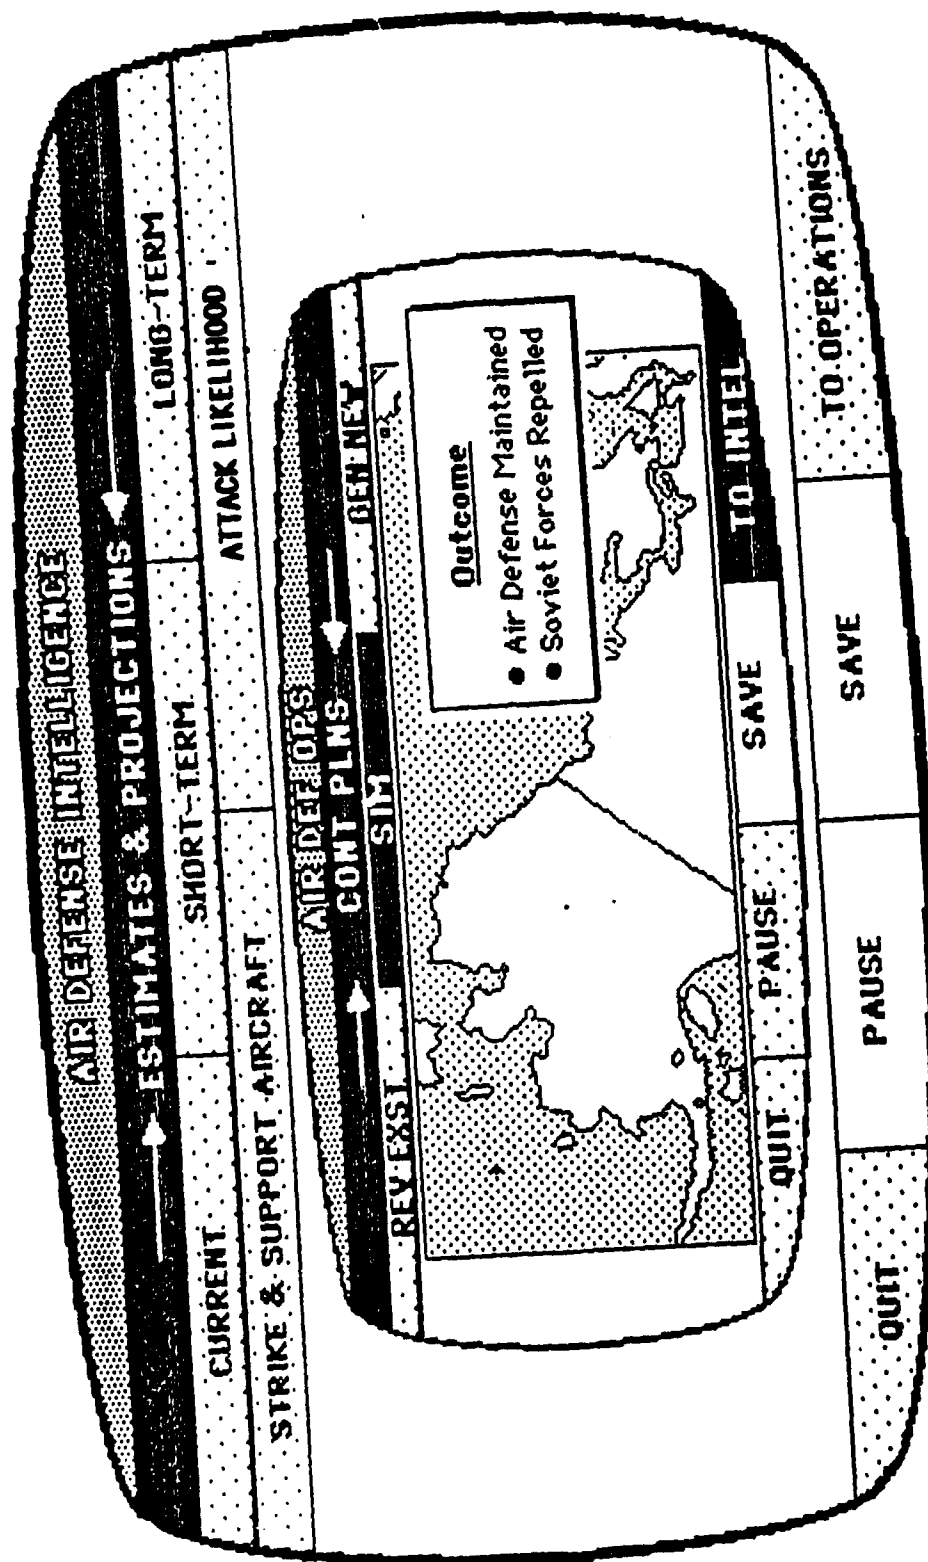 AIR DEFENSE INTELLIGENCE
ESTIMATES & PROJECTIONS
CURRENT SHORT-TERM LONG-TERM
STRIKE & SUPPORT AIRCRAFT ATTACK LIKELIHOOD
AIR DEF OPS
CONT PLNS
REV EXST SIM GEN NEW
Outcome
• Air Defense Maintained
• Soviet Forces Repelled
QUIT PAUSE SAVE TO INTEL
QUIT PAUSE SAVE TO OPERATIONS